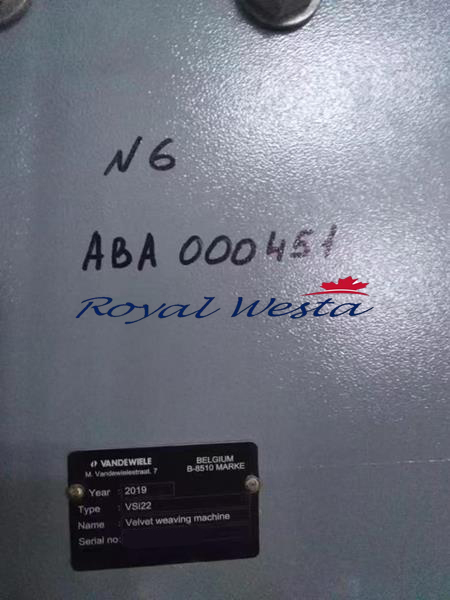 N6
ABA 000451
Royal Westa
VANDEWIELE
M. Vandewielestraat. 7
BELGIUM
B-8510 MARKE
Year : 2019
Type : VSi22
Name : Velvet weaving machine
Serial no: